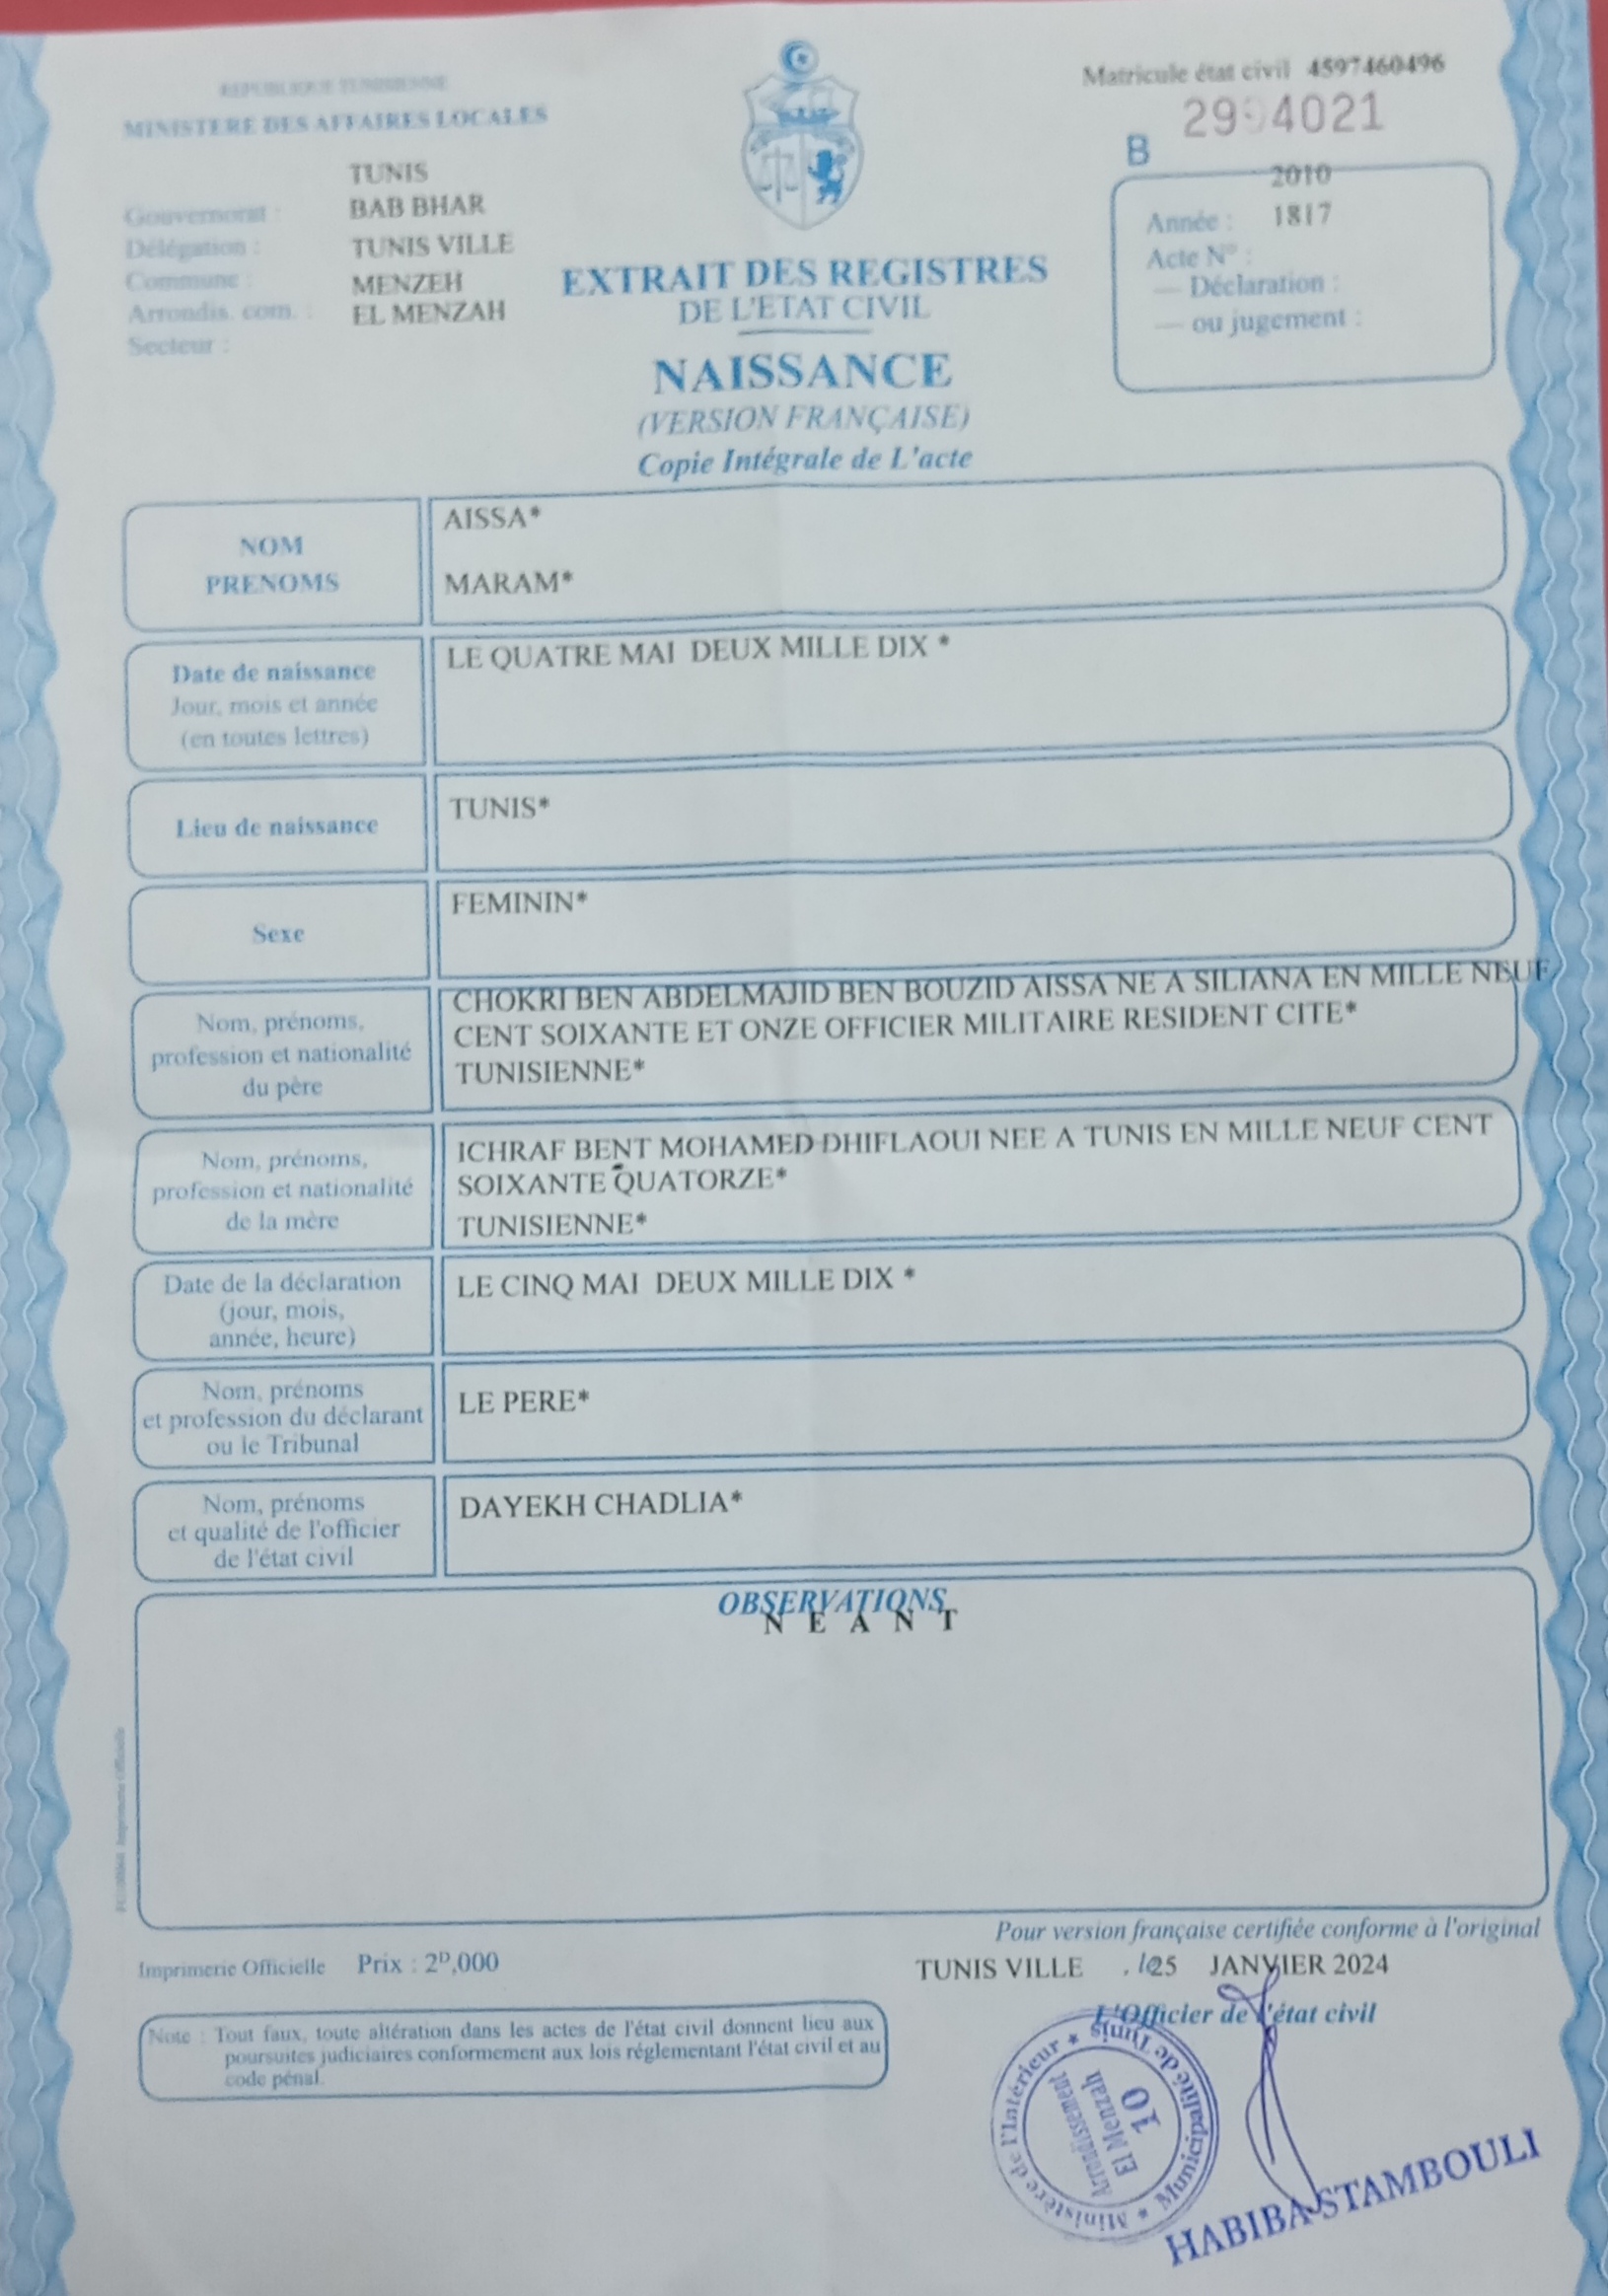 REPUBLIQUE TUNISIENNE
MINISTERE DES AFFAIRES LOCALES
TUNIS
Gouvernorat : BAB BHAR
Délégation : TUNIS VILLE
Commune : MENZEH
Arrondis. com. : EL MENZAH
Secteur :
Matricule état civil 4597460496
B 29 4021
2010
Année : 1817
Acte N° :
— Déclaration :
— ou jugement :
EXTRAIT DES REGISTRES
DE L'ETAT CIVIL
NAISSANCE
(VERSION FRANÇAISE)
Copie Intégrale de L'acte
NOM
PRENOMS
AISSA*
MARAM*
Date de naissance
Jour, mois et année
(en toutes lettres)
LE QUATRE MAI DEUX MILLE DIX *
Lieu de naissance
TUNIS*
Sexe
FEMININ*
Nom, prénoms,
profession et nationalité
du père
CHOKRI BEN ABDELMAJID BEN BOUZID AISSA NE A SILIANA EN MILLE NEUF
CENT SOIXANTE ET ONZE OFFICIER MILITAIRE RESIDENT CITE*
TUNISIENNE*
Nom, prénoms,
profession et nationalité
de la mère
ICHRAF BENT MOHAMED DHIFLAOUI NEE A TUNIS EN MILLE NEUF CENT
SOIXANTE QUATORZE*
TUNISIENNE*
Date de la déclaration
(jour, mois,
année, heure)
LE CINQ MAI DEUX MILLE DIX *
Nom, prénoms
et profession du déclarant
ou le Tribunal
LE PERE*
Nom, prénoms
et qualité de l'officier
de l'état civil
DAYEKH CHADLIA*
OBSERVATIONS
N E A N T
Imprimerie Officielle
Pour version française certifiée conforme à l'original
Imprimerie Officielle Prix : 2D,000
TUNIS VILLE , le 25 JANVIER 2024
L'Officier de l'état civil
Note : Tout faux, toute altération dans les actes de l'état civil donnent lieu aux
poursuites judiciaires conformement aux lois réglementant l'état civil et au
code pénal.
* Ministère de l'Intérieur * Municipalité de Tunis
Arrondissement
El Menzah
10
HABIBA STAMBOULI